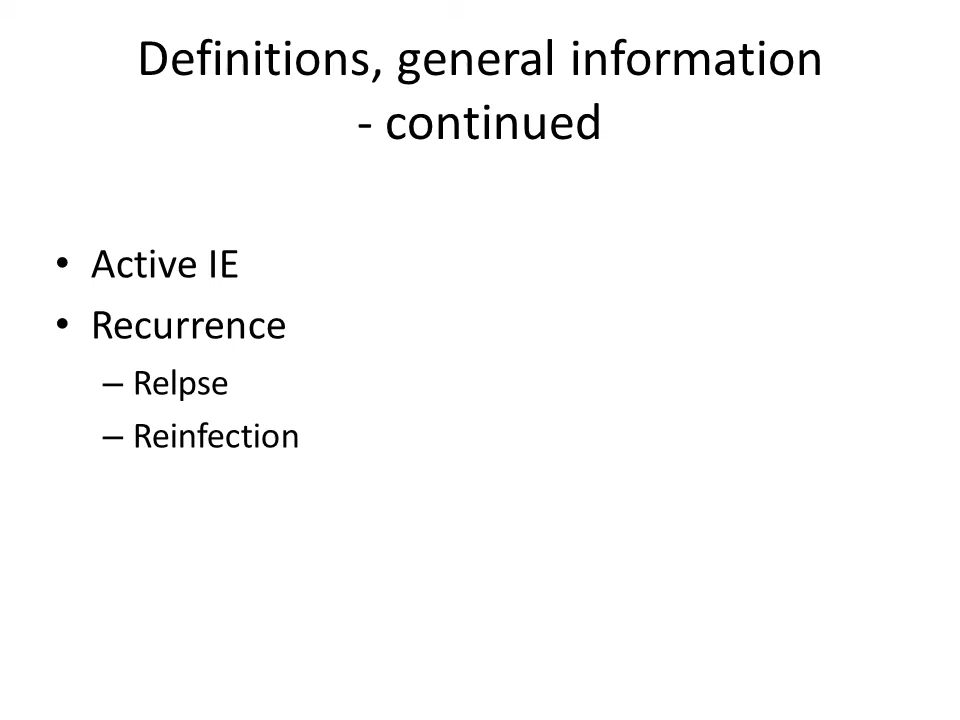 Definitions, general information
- continued
• Active IE
• Recurrence
– Relpse
– Reinfection